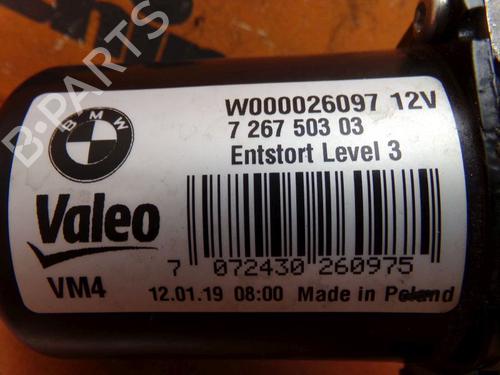 W000026097 12V
7 267 503 03
BMW
Entstort Level 3
Valeo
7 072430 260975
VM4
12.01.19 08:00 Made in Poland
B-PARTS